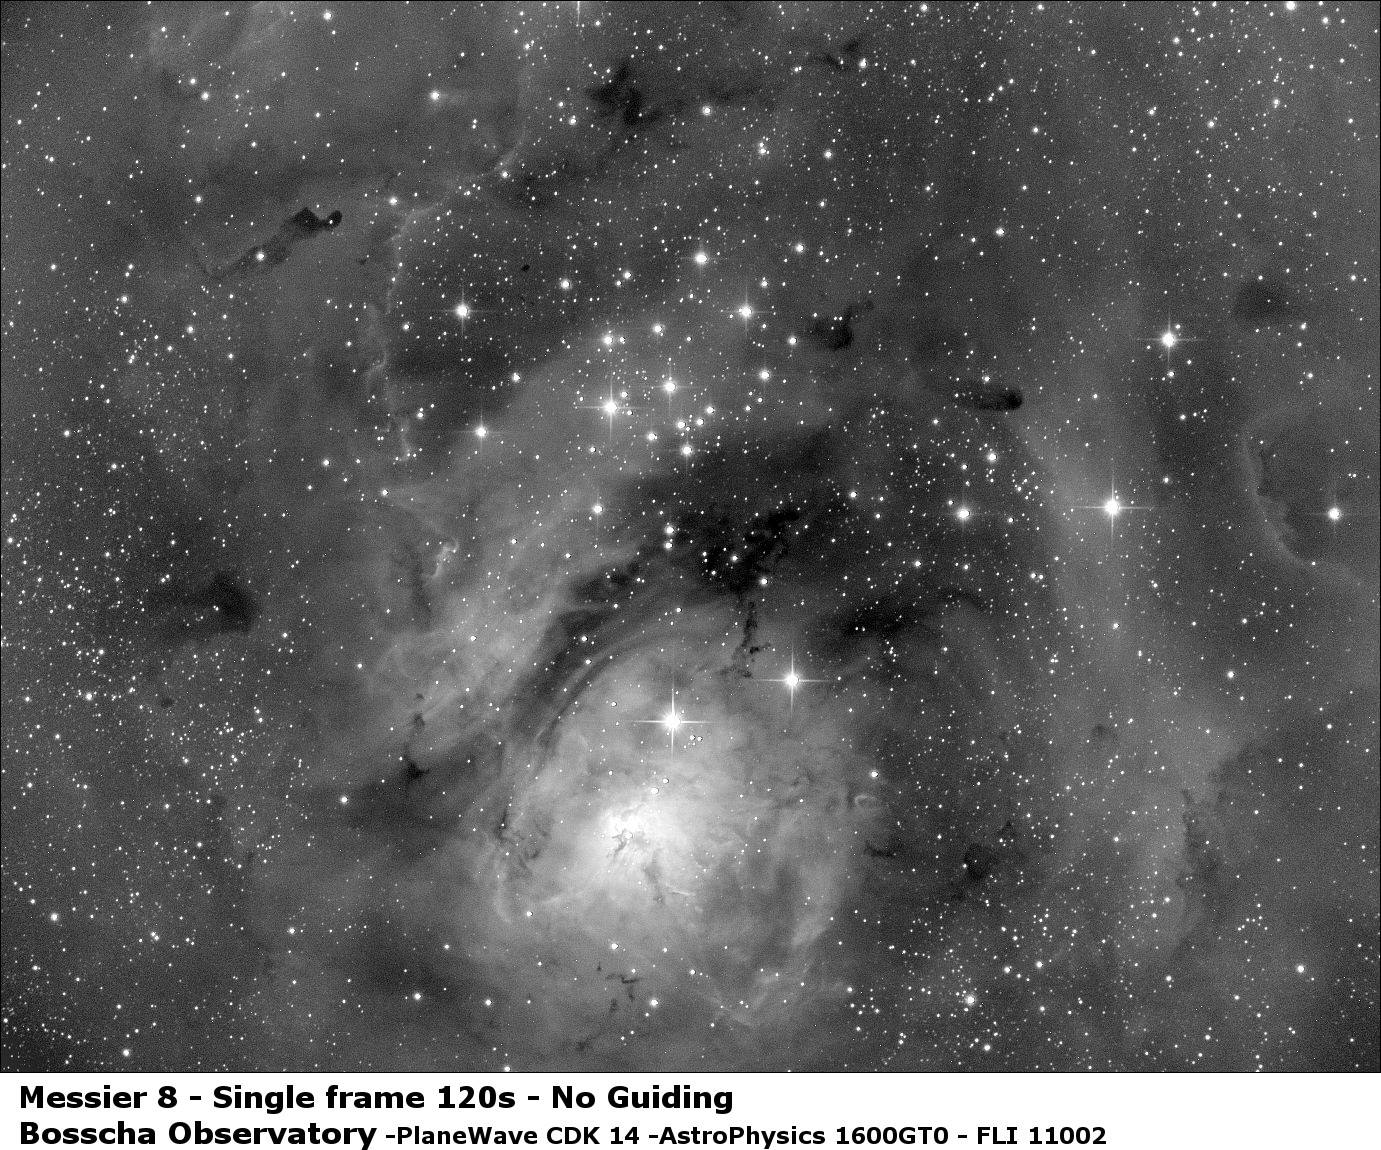 Messier 8 - Single frame 120s - No Guiding
Bosscha Observatory -PlaneWave CDK 14 -AstroPhysics 1600GT0 - FLI 11002